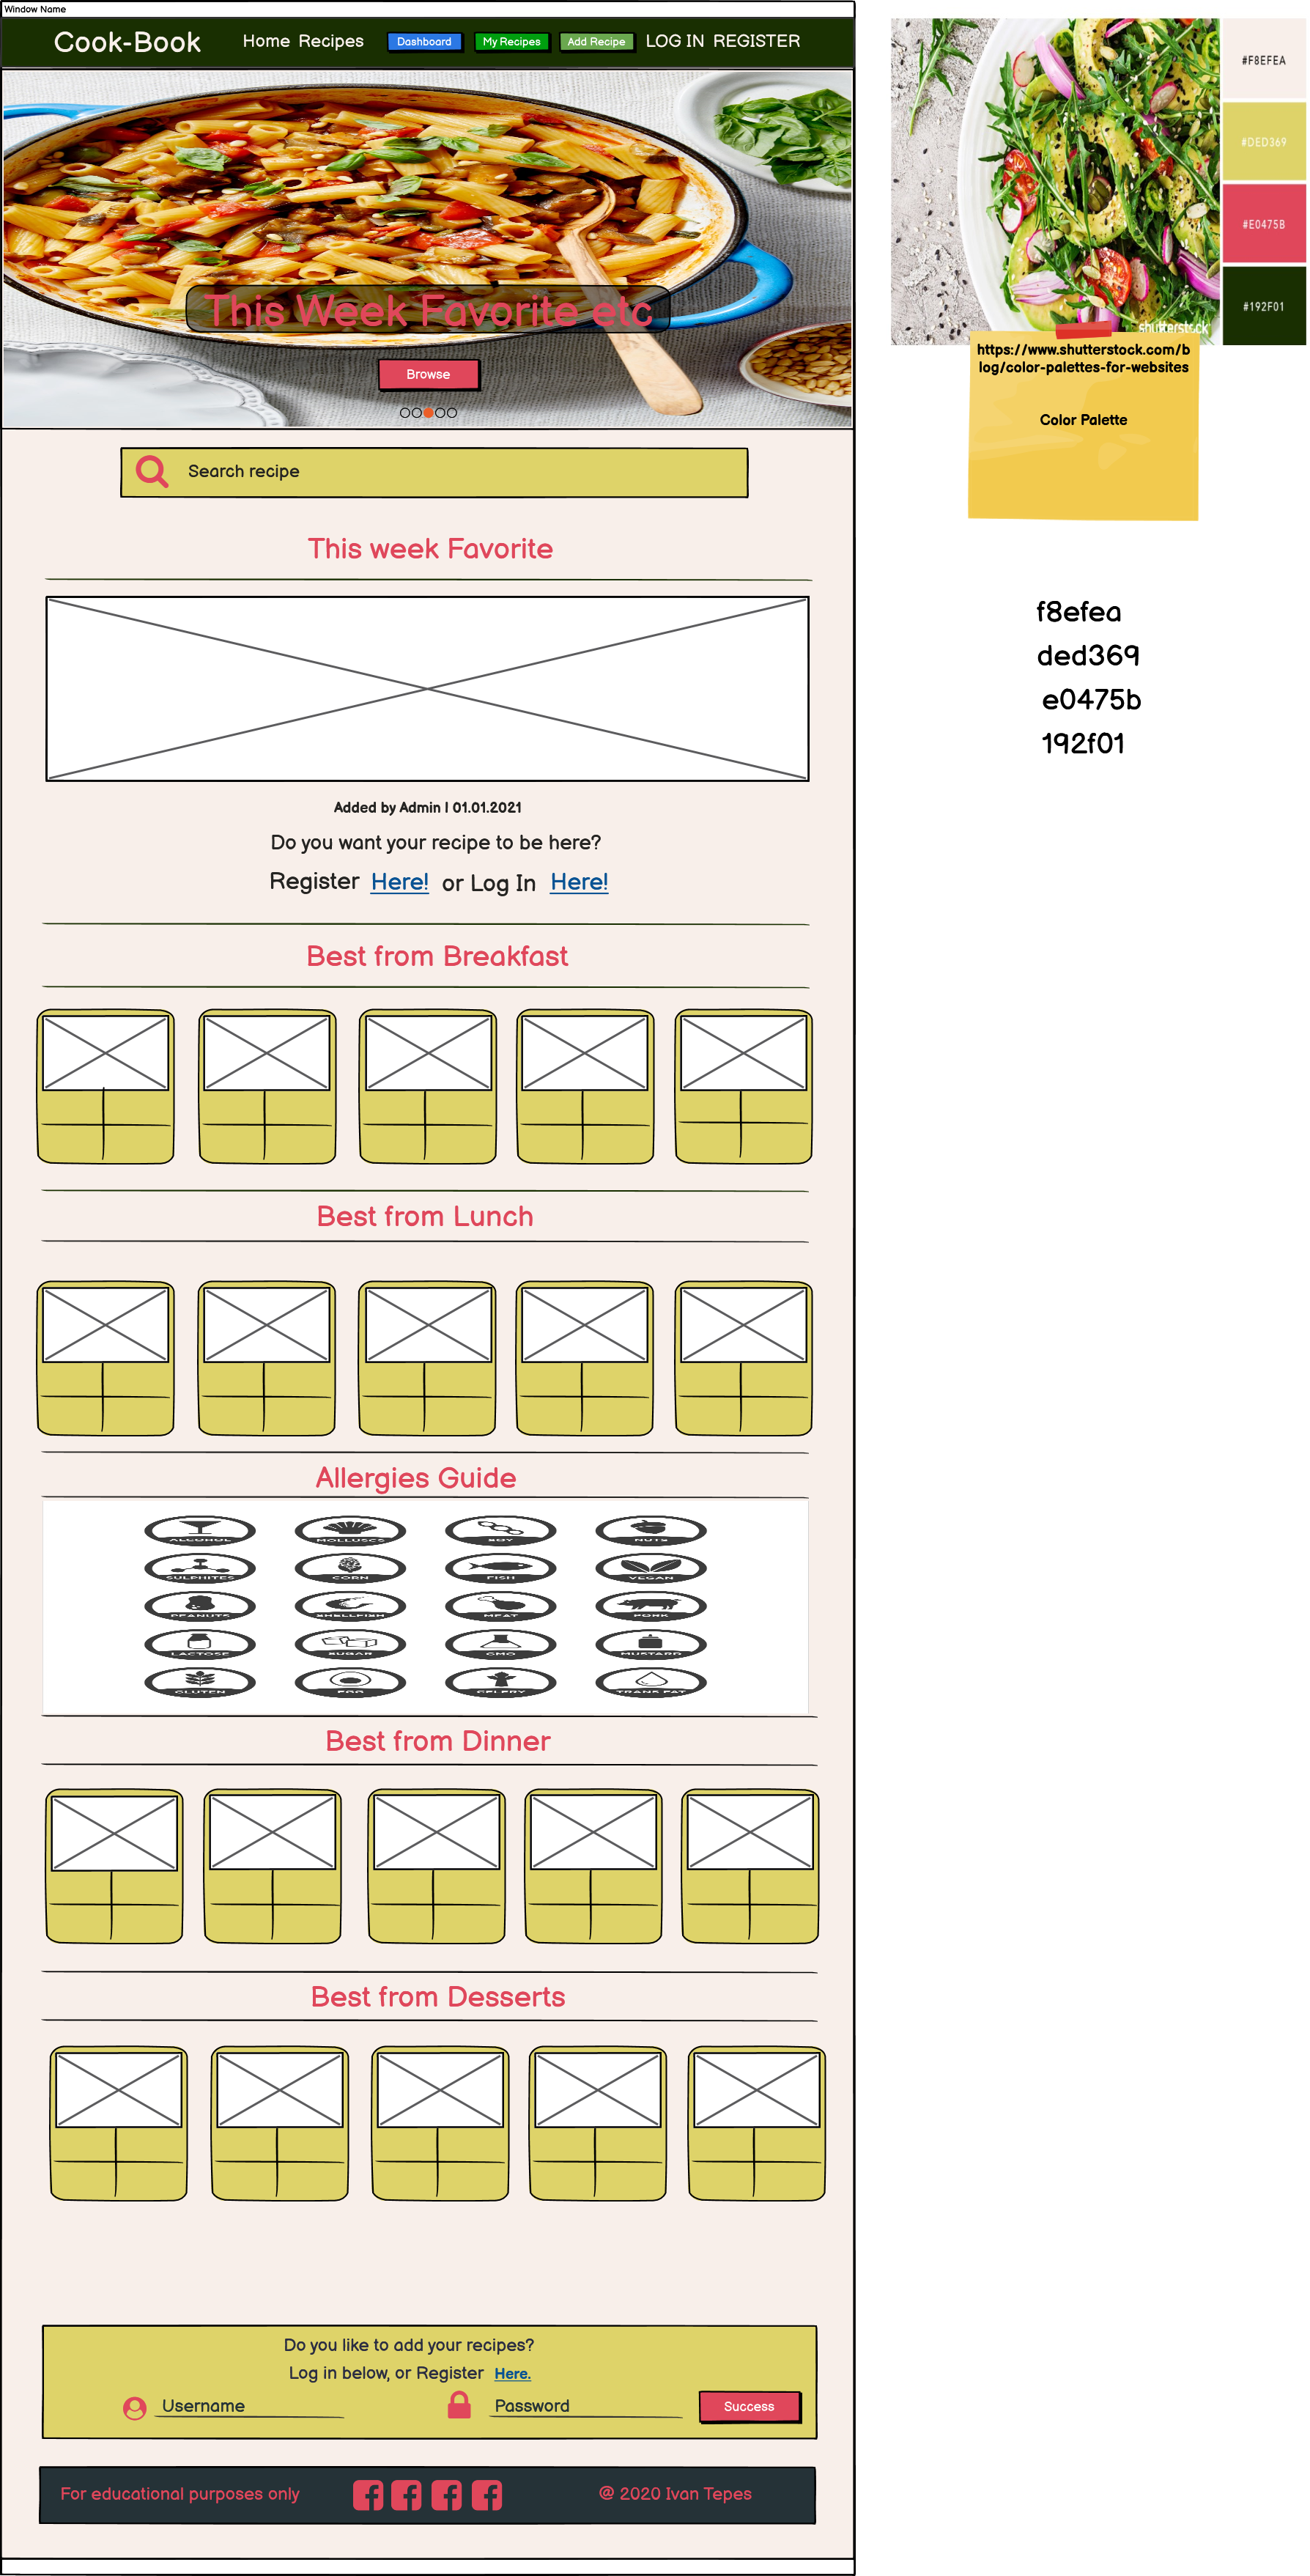 Window Name
Cook-Book
Home Recipes Dashboard My Recipes Add Recipe LOG IN REGISTER
This Week Favorite etc
Browse
Search recipe
This week Favorite
Added by Admin | 01.01.2021
Do you want your recipe to be here?
Register Here! or Log In Here!
Best from Breakfast
Best from Lunch
Allergies Guide
ALCOHOL MOLLUSCS SOY NUTS
SULPHITES CORN FISH VEGAN
PEANUTS SHELLFISH MEAT PORK
LACTOSE SUGAR GMO MUSTARD
GLUTEN EGG CELERY TRANS FAT
Best from Dinner
Best from Desserts
Do you like to add your recipes?
Log in below, or Register Here.
Username Password Success
For educational purposes only
@ 2020 Ivan Tepes
#F8EFEA
#DED369
#E0475B
#192F01
shutterstock
https://www.shutterstock.com/b
log/color-palettes-for-websites
Color Palette
f8efea
ded369
e0475b
192f01